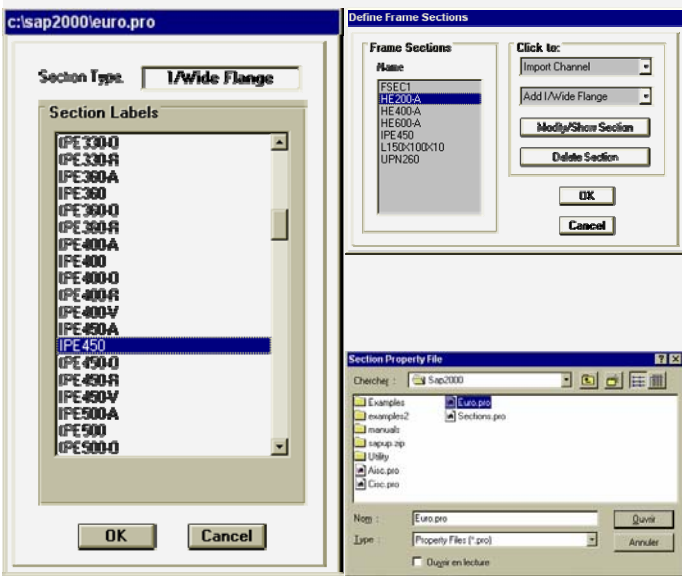 c:\sap2000\euro.pro
Section Type. I/Wide Flange
Section Labels
IPE330-O
IPE330-R
IPE360-A
IPE360
IPE360-O
IPE360-R
IPE400-A
IPE400
IPE400-O
IPE400-R
IPE400-V
IPE450-A
IPE450
IPE450-O
IPE450-R
IPE450-V
IPE500-A
IPE500
IPE500-O
OK
Cancel
Define Frame Sections
Frame Sections
Name
FSEC1
HE200-A
HE400-A
HE600-A
IPE450
L150X100X10
UPN260
Click to:
Import Channel
Add I/Wide Flange
Modify/Show Section
Delete Section
OK
Cancel
Section Property File
Chercher : Sap2000
Examples
examples2
manuals
sapup.zip
Utility
Aisc.pro
Cisc.pro
Euro.pro
Sections.pro
Nom : Euro.pro
Ouvrir
Type : Property Files (*.pro)
Annuler
Ouvrir en lecture